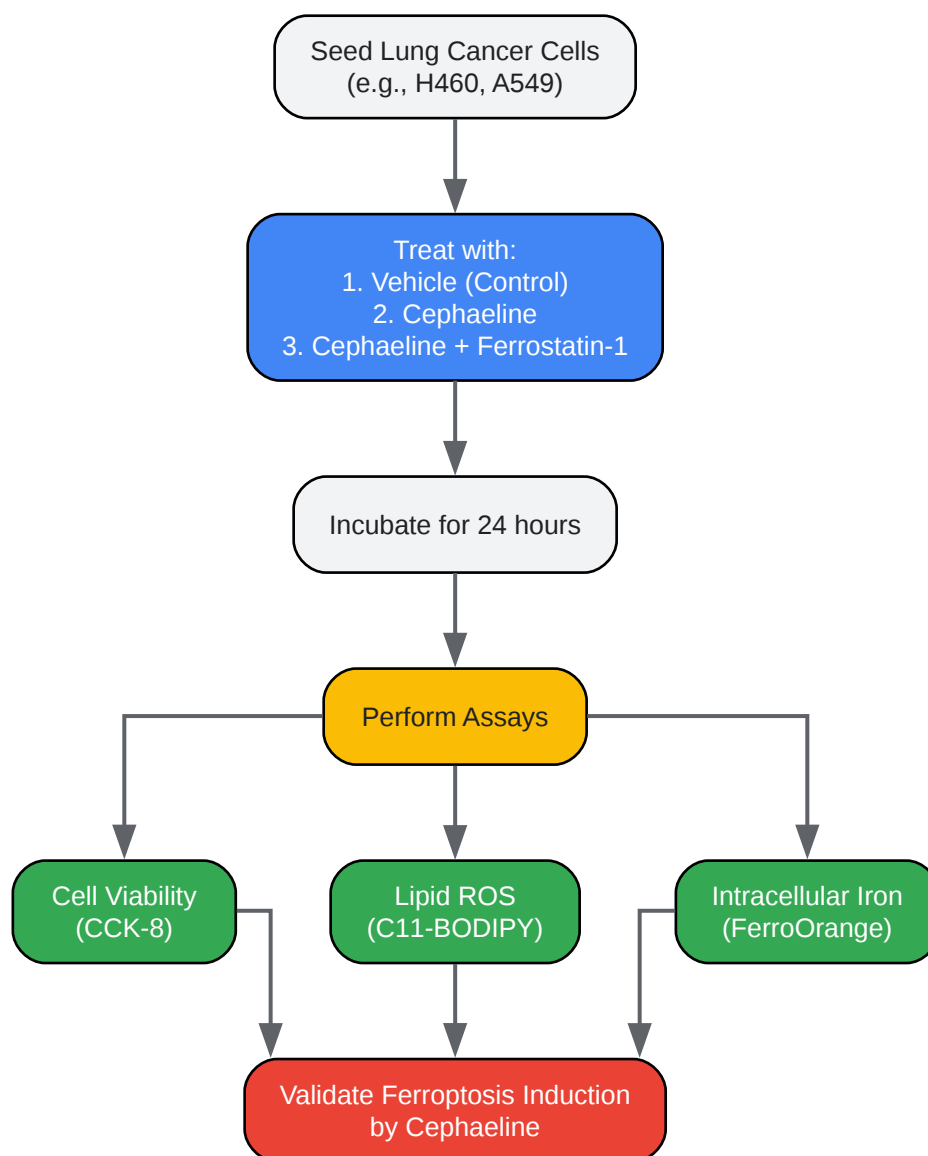 Seed Lung Cancer Cells
(e.g., H460, A549)
Treat with:
1. Vehicle (Control)
2. Cephaeline
3. Cephaeline + Ferrostatin-1
Incubate for 24 hours
Perform Assays
Cell Viability
(CCK-8)
Lipid ROS
(C11-BODIPY)
Intracellular Iron
(FerroOrange)
Validate Ferroptosis Induction
by Cephaeline